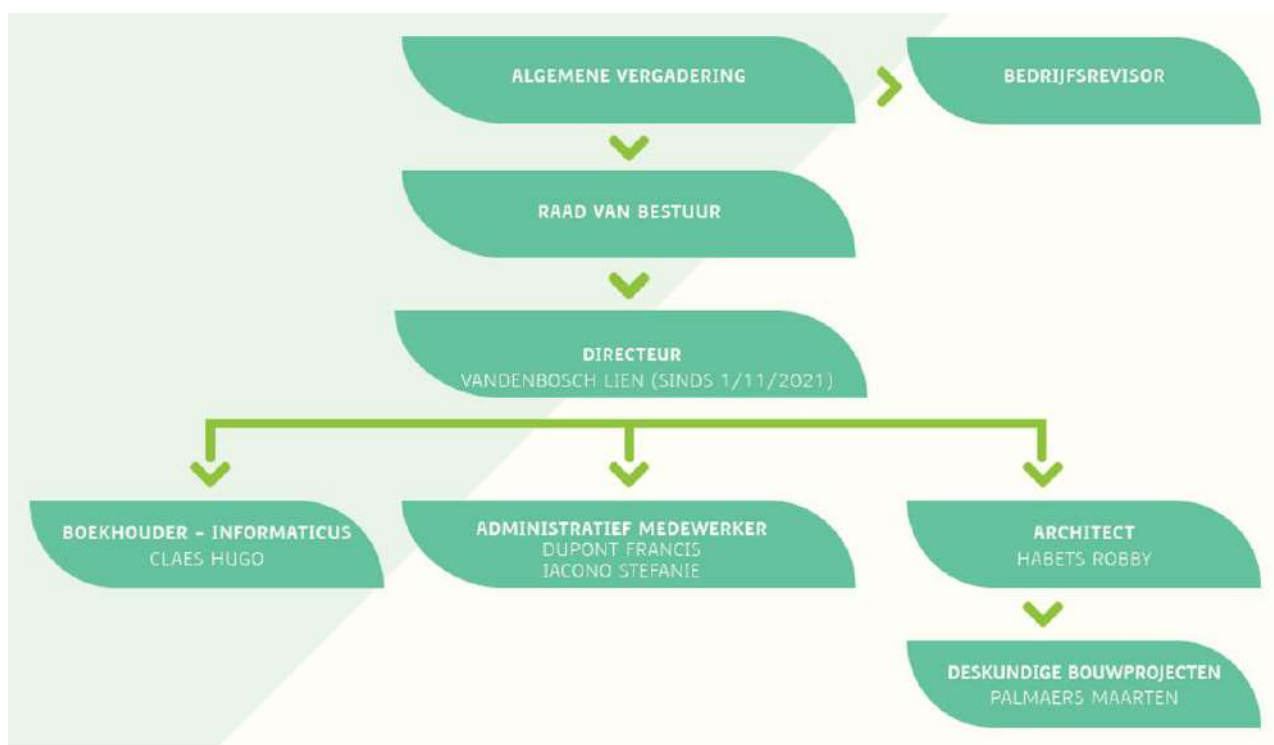 ALGEMENE VERGADERING
BEDRIJFSREVISOR
RAAD VAN BESTUUR
DIRECTEUR
VANDENBOSCH LIEN (SINDS 1/11/2021)
BOEKHOUDER - INFORMATICUS
CLAES HUGO
ADMINISTRATIEF MEDEWERKER
DUPONT FRANCIS
IACONO STEFANIE
ARCHITECT
HABETS ROBBY
DESKUNDIGE BOUWPROJECTEN
PALMAERS MAARTEN